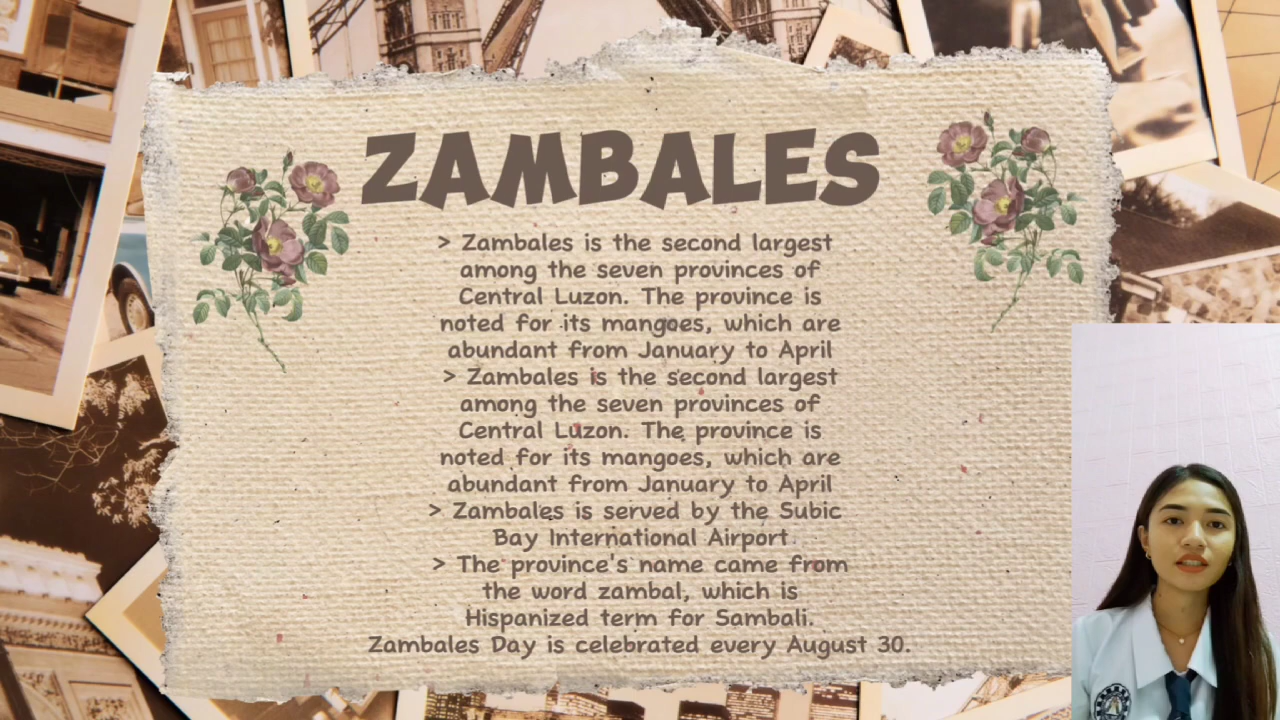 ZAMBALES
> Zambales is the second largest
among the seven provinces of
Central Luzon. The province is
noted for its mangoes, which are
abundant from January to April
> Zambales is the second largest
among the seven provinces of
Central Luzon. The province is
noted for its mangoes, which are
abundant from January to April
> Zambales is served by the Subic
Bay International Airport
> The province's name came from
the word zambal, which is
Hispanized term for Sambali.
Zambales Day is celebrated every August 30.